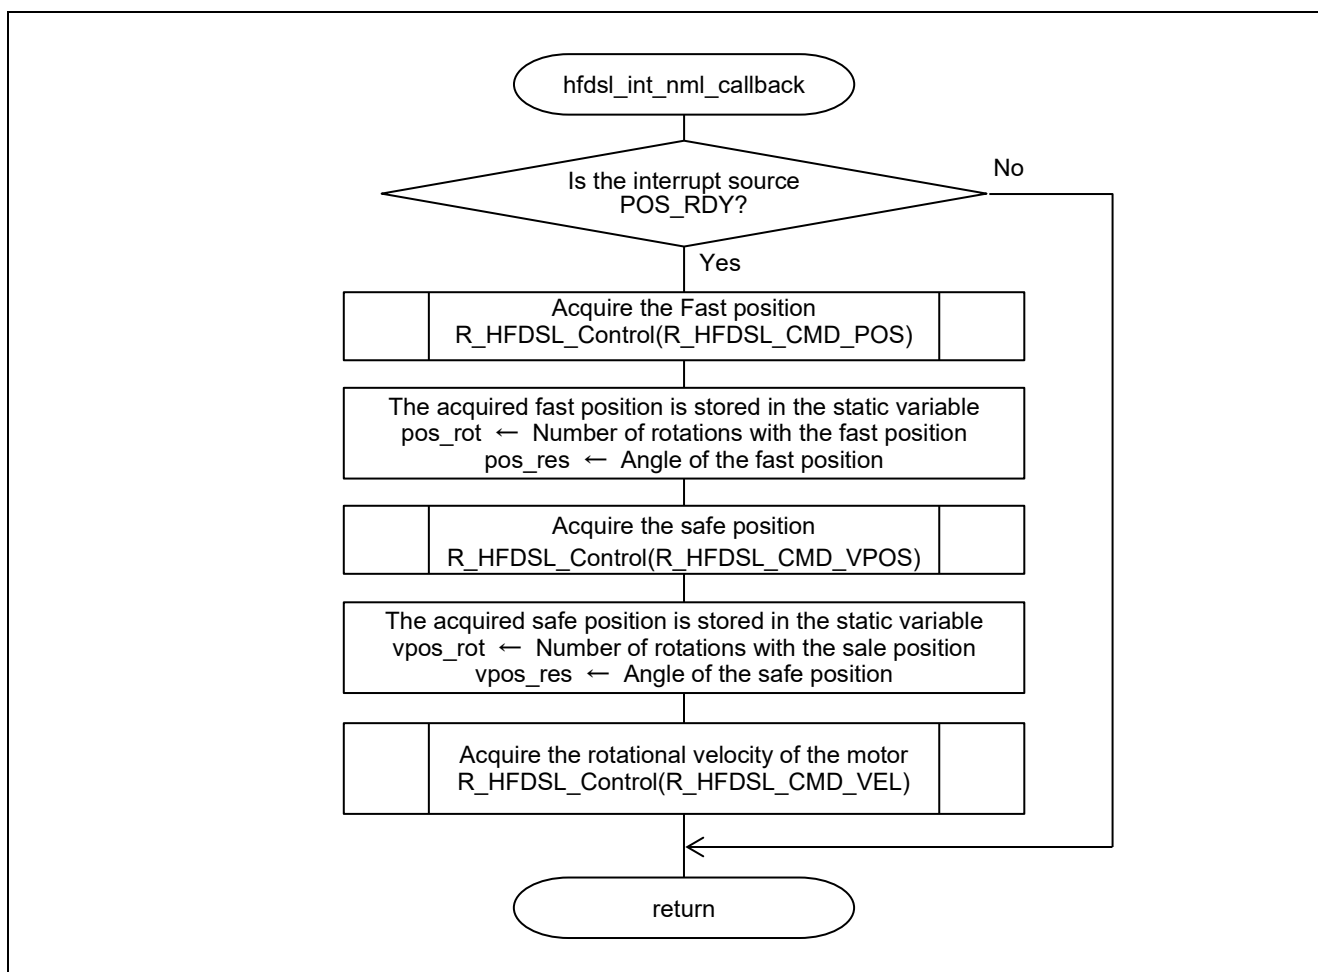 hfdsl_int_nml_callback
Is the interrupt source
POS_RDY?
No
Yes
Acquire the Fast position
R_HFDSL_Control(R_HFDSL_CMD_POS)
The acquired fast position is stored in the static variable
pos_rot ← Number of rotations with the fast position
pos_res ← Angle of the fast position
Acquire the safe position
R_HFDSL_Control(R_HFDSL_CMD_VPOS)
The acquired safe position is stored in the static variable
vpos_rot ← Number of rotations with the sale position
vpos_res ← Angle of the safe position
Acquire the rotational velocity of the motor
R_HFDSL_Control(R_HFDSL_CMD_VEL)
return